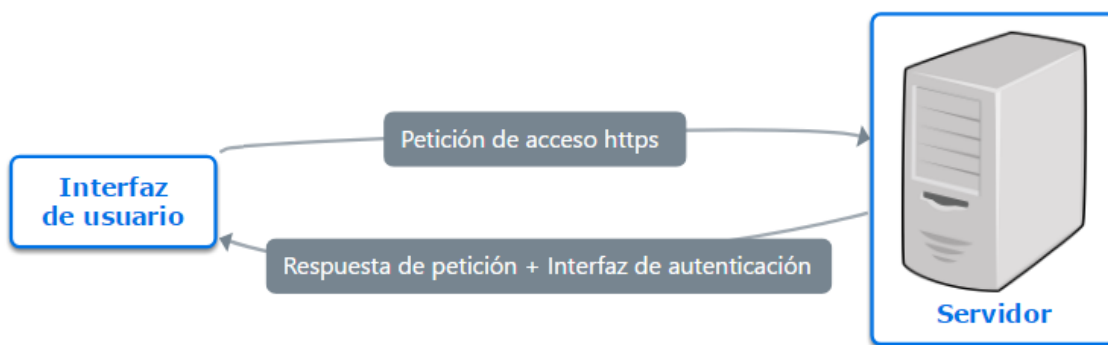 Petición de acceso https
Interfaz
de usuario
Respuesta de petición + Interfaz de autenticación
Servidor